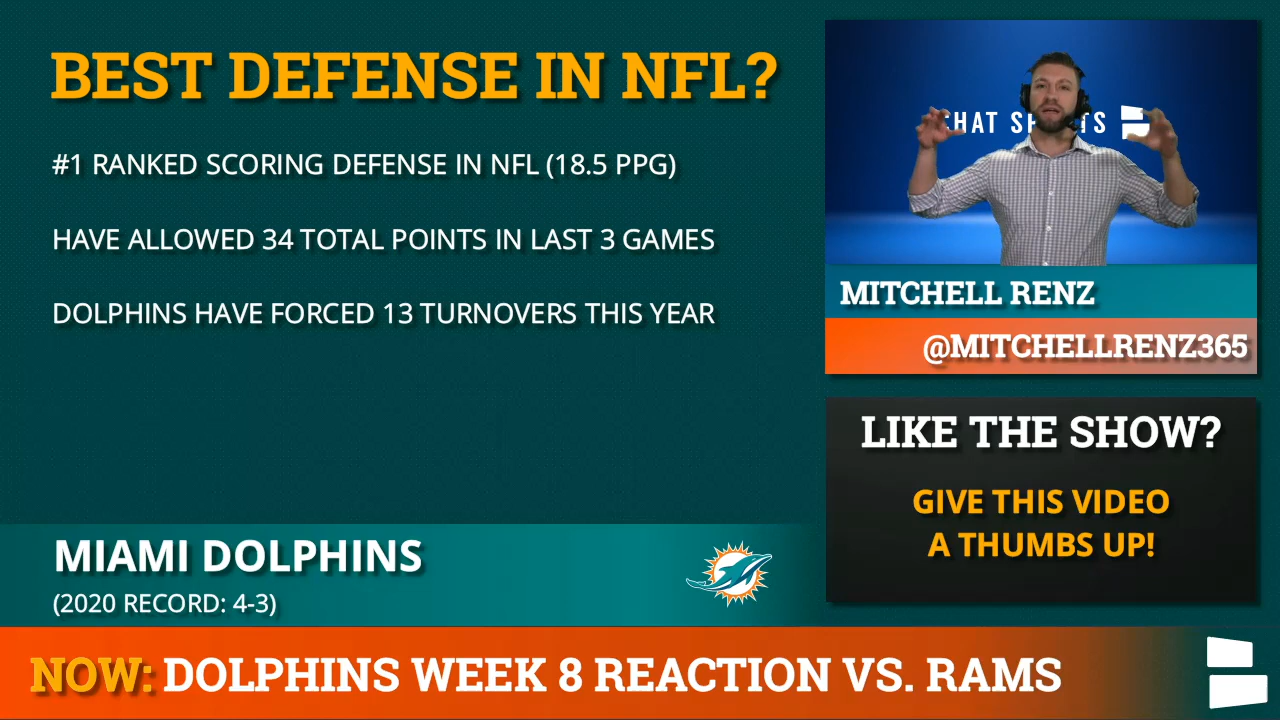 BEST DEFENSE IN NFL?
#1 RANKED SCORING DEFENSE IN NFL (18.5 PPG)
HAVE ALLOWED 34 TOTAL POINTS IN LAST 3 GAMES
DOLPHINS HAVE FORCED 13 TURNOVERS THIS YEAR
MIAMI DOLPHINS
(2020 RECORD: 4-3)
NOW: DOLPHINS WEEK 8 REACTION VS. RAMS
MITCHELL RENZ
@MITCHELLRENZ365
LIKE THE SHOW?
GIVE THIS VIDEO
A THUMBS UP!